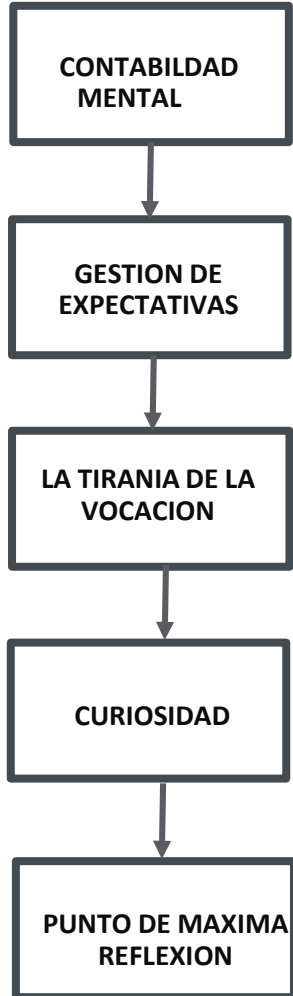 CONTABILDAD
MENTAL
GESTION DE
EXPECTATIVAS
LA TIRANIA DE LA
VOCACION
CURIOSIDAD
PUNTO DE MAXIMA
REFLEXION